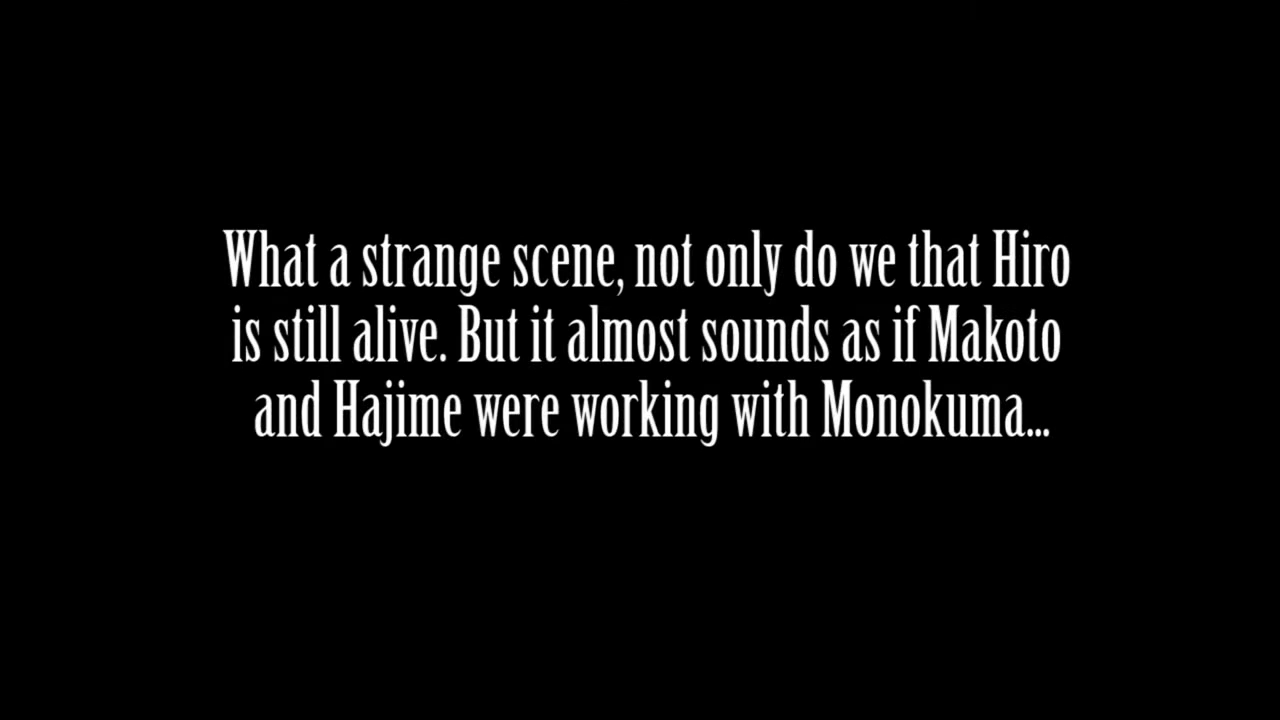 What a strange scene, not only do we that Hiro
is still alive. But it almost sounds as if Makoto
and Hajime were working with Monokuma...